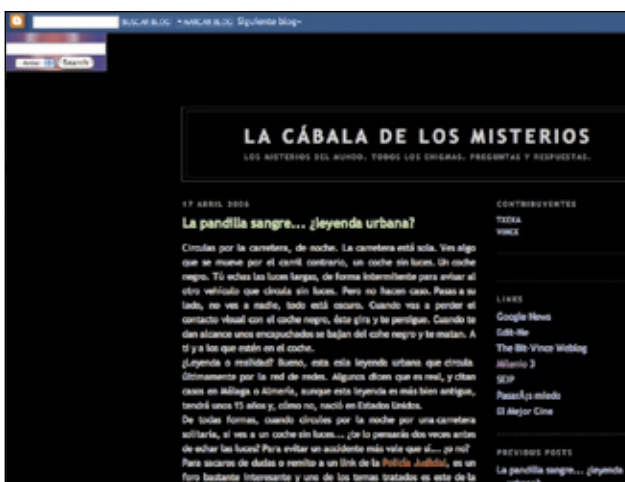 BUSCAR BLOG MARCAR BLOG Siguiente blog»
Search
LA CÁBALA DE LOS MISTERIOS
LOS MISTERIOS DEL MUNDO. TODOS LOS ENIGMAS. PREGUNTAS Y RESPUESTAS.
17 ABRIL 2006
La pandilla sangre... ¿leyenda urbana?
Circulas por la carretera, de noche. La carretera está sola. Ves algo
que se mueve por el carril contrario, un coche sin luces. Un coche
negro. Tú echas las luces largas, de forma intermitente para avisar al
otro vehículo que circula sin luces. Pero no hacen caso. Pasas a su
lado, no ves a nadie, todo está oscuro. Cuando vas a perder el
contacto visual con el coche negro, éste gira y te persigue. Cuando te
dan alcance unos encapuchados se bajan del cohe negro y te matan. A
ti y a los que estén en el coche.
¿Leyenda o realidad? Bueno, esta esla leyenda urbana que circula
últimamente por la red de redes. Algunos dicen que es real, y citan
casos en Málaga o Almería, aunque esta leyenda es más bien antigua,
tendrá unos 15 años y, cómo no, nació en Estados Unidos.
De todas formas, cuando circules por la noche por una carretera
solitaria, si ves a un coche sin luces... ¿te lo pensarás dos veces antes
de echar las luces? Para evitar un accidente más vale que sí.... ¿o no?
Para sacaros de dudas o remito a un link de la Policía Judicial, es un
foro bastante interesante y uno de los temas tratados es este de la
CONTRIBUYENTES
TXEKA
VINCE
LINKS
Google News
Edit-Me
The Bit-Vince Weblog
Milenio 3
SEIP
PasarÃ¡s miedo
El Mejor Cine
PREVIOUS POSTS
La pandilla sangre... ¿leyenda
urbana?